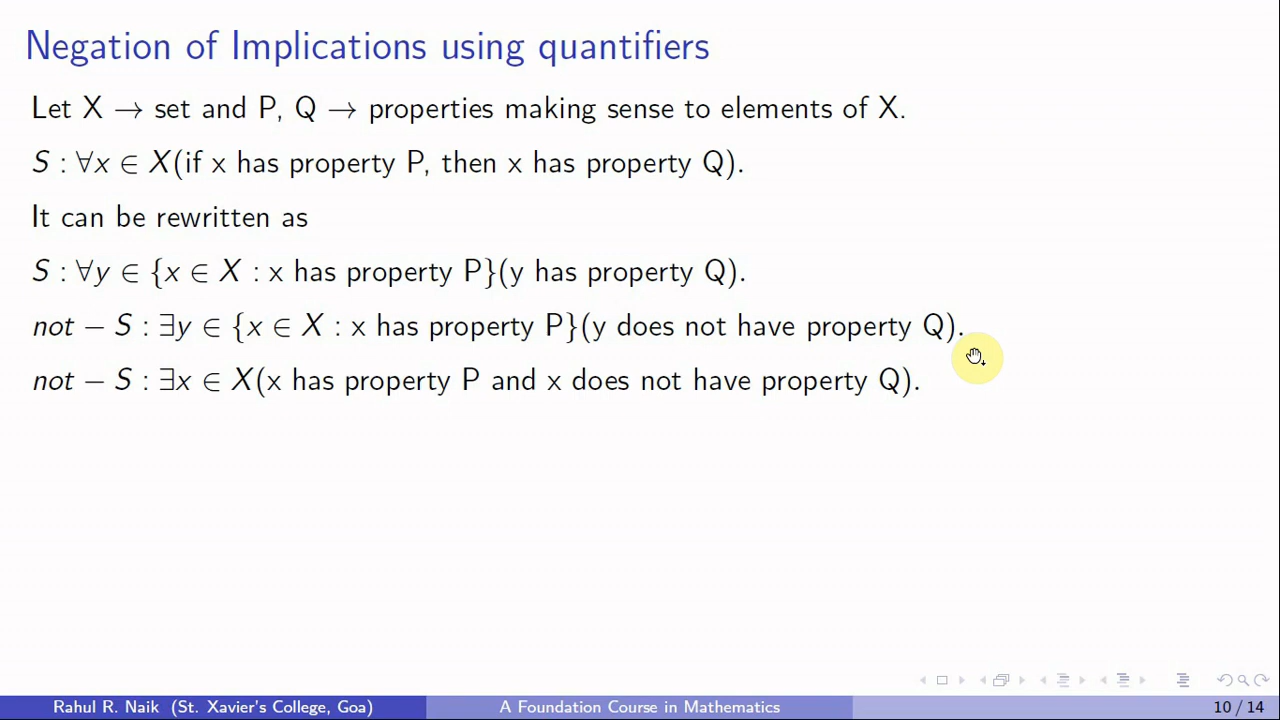 Negation of Implications using quantifiers
Let X → set and P, Q → properties making sense to elements of X.
S : ∀x ∈ X(if x has property P, then x has property Q).
It can be rewritten as
S : ∀y ∈ {x ∈ X : x has property P}(y has property Q).
not − S : ∃y ∈ {x ∈ X : x has property P}(y does not have property Q).
not − S : ∃x ∈ X(x has property P and x does not have property Q).
Rahul R. Naik (St. Xavier's College, Goa) A Foundation Course in Mathematics 10 / 14